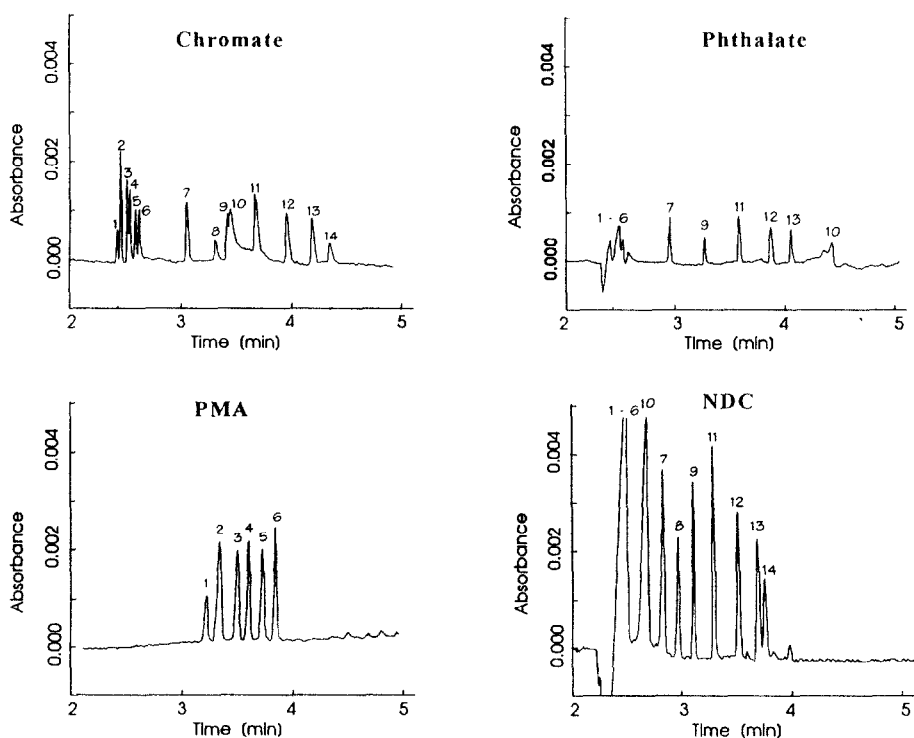 Chromate
Absorbance
0.004
0.002
0.000
1
2
3
4
5
6
7
8
9
10
11
12
13
14
2 3 4 5
Time (min)
Phthalate
Absorbance
0.004
0.002
0.000
1 - 6
7
9
11
12
13
10
2 3 4 5
Time (min)
PMA
Absorbance
0.004
0.002
0.000
1
2
3
4
5
6
2 3 4 5
Time (min)
NDC
Absorbance
0.004
0.002
0.000
1 - 6
10
7
8
9
11
12
13
14
2 3 4 5
Time (min)